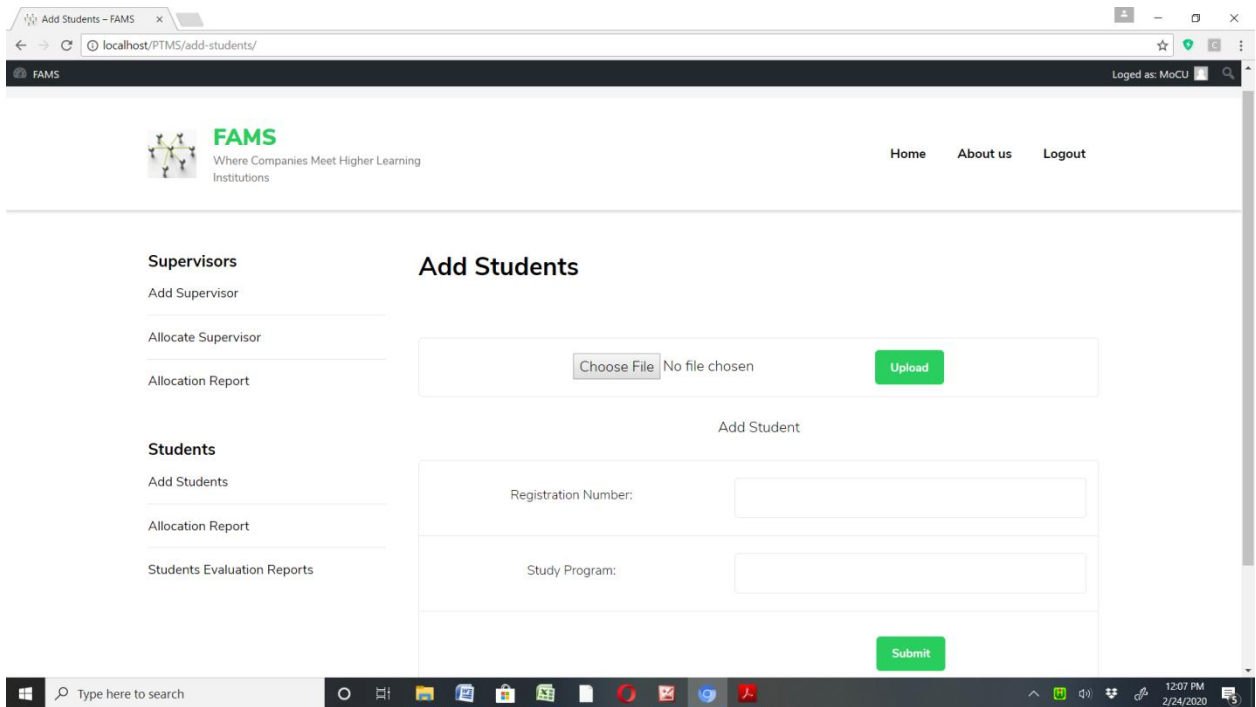 Add Students – FAMS
localhost/PTMS/add-students/
FAMS
Loged as: MoCU
FAMS
Where Companies Meet Higher Learning
Institutions
Home About us Logout
Supervisors
Add Supervisor
Allocate Supervisor
Allocation Report
Students
Add Students
Allocation Report
Students Evaluation Reports
Add Students
Choose File No file chosen
Upload
Add Student
Registration Number:
Study Program:
Submit
Type here to search
12:07 PM
2/24/2020
5